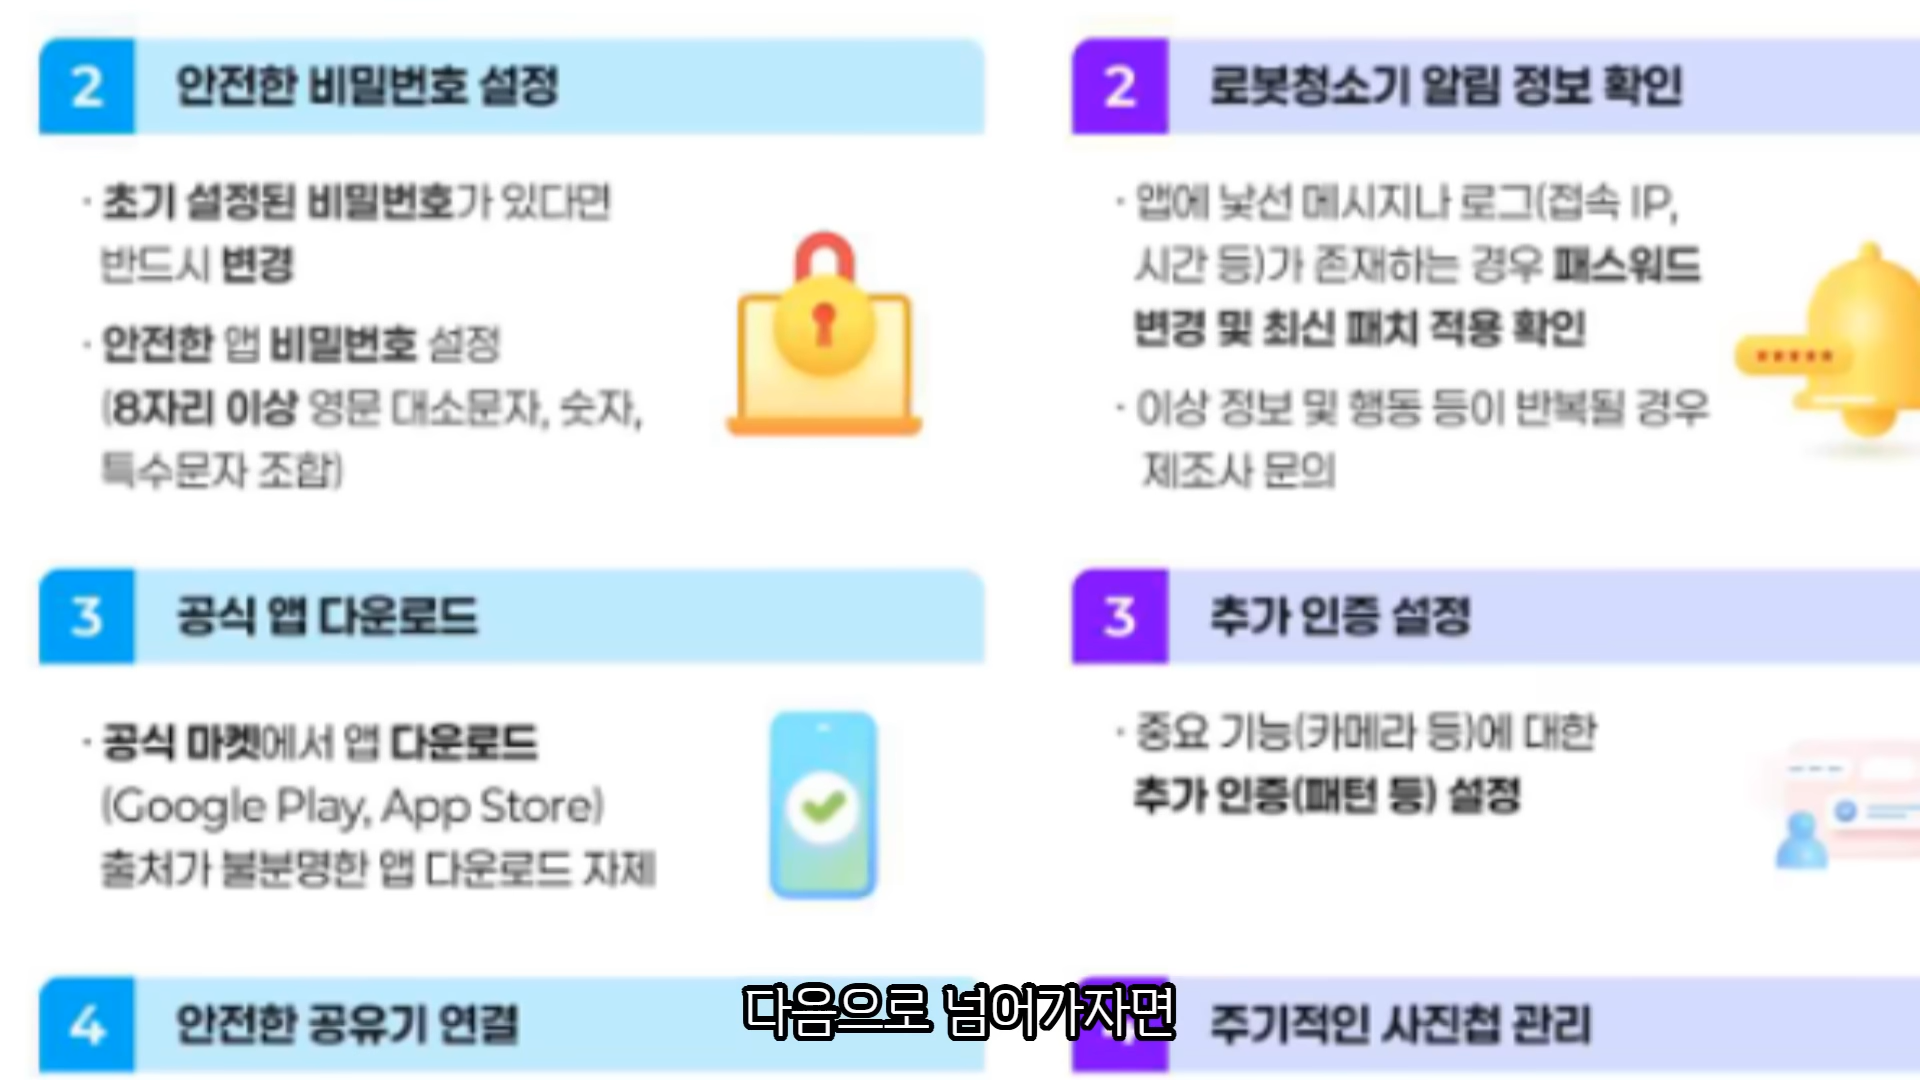 2 안전한 비밀번호 설정
· 초기 설정된 비밀번호가 있다면
반드시 변경
· 안전한 앱 비밀번호 설정
(8자리 이상 영문 대소문자, 숫자,
특수문자 조합)
3 공식 앱 다운로드
· 공식 마켓에서 앱 다운로드
(Google Play, App Store)
출처가 불분명한 앱 다운로드 자제
4 안전한 공유기 연결
2 로봇청소기 알림 정보 확인
· 앱에 낯선 메시지나 로그(접속 IP,
시간 등)가 존재하는 경우 패스워드
변경 및 최신 패치 적용 확인
· 이상 정보 및 행동 등이 반복될 경우
제조사 문의
3 추가 인증 설정
· 중요 기능(카메라 등)에 대한
추가 인증(패턴 등) 설정
4 주기적인 사진첩 관리
다음으로 넘어가자면